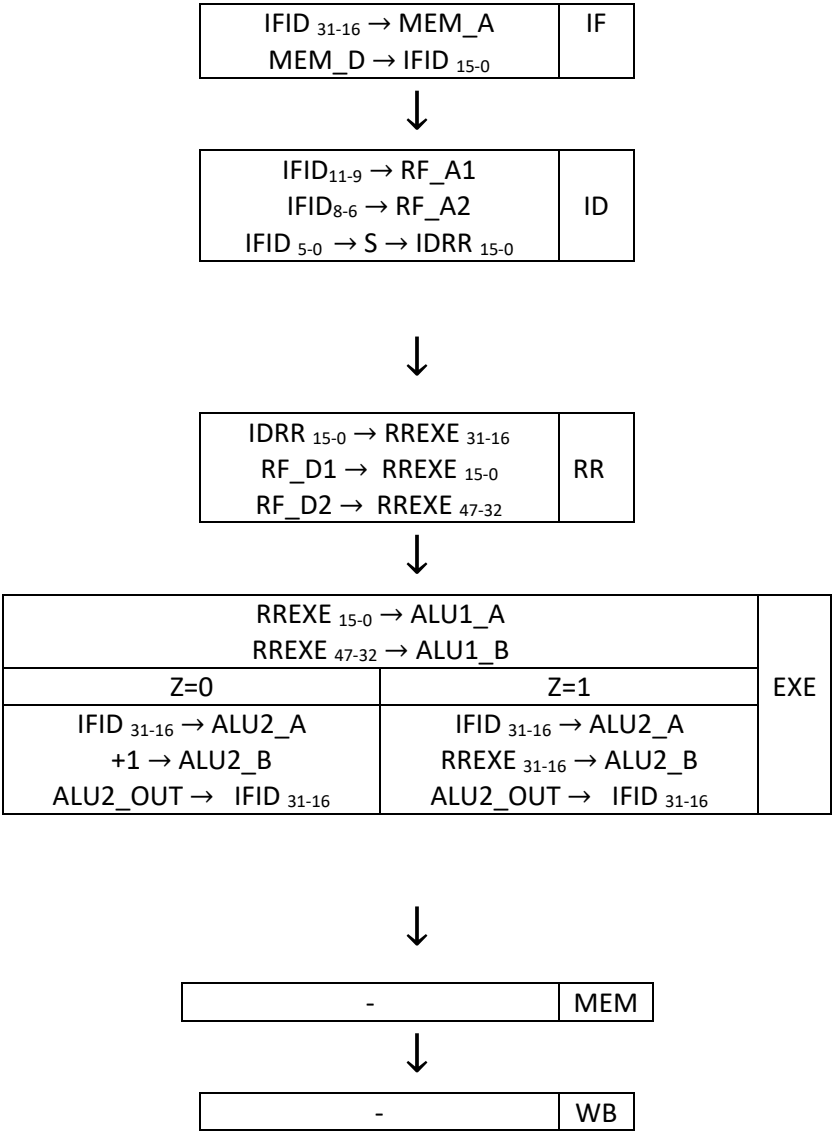 IFID 31-16 → MEM_A IF
MEM_D → IFID 15-0
↓
IFID11-9 → RF_A1
IFID8-6 → RF_A2 ID
IFID 5-0 → S → IDRR 15-0
↓
IDRR 15-0 → RREXE 31-16
RF_D1 → RREXE 15-0 RR
RF_D2 → RREXE 47-32
↓
RREXE 15-0 → ALU1_A
RREXE 47-32 → ALU1_B
Z=0 Z=1 EXE
IFID 31-16 → ALU2_A IFID 31-16 → ALU2_A
+1 → ALU2_B RREXE 31-16 → ALU2_B
ALU2_OUT → IFID 31-16 ALU2_OUT → IFID 31-16
↓
- MEM
↓
- WB